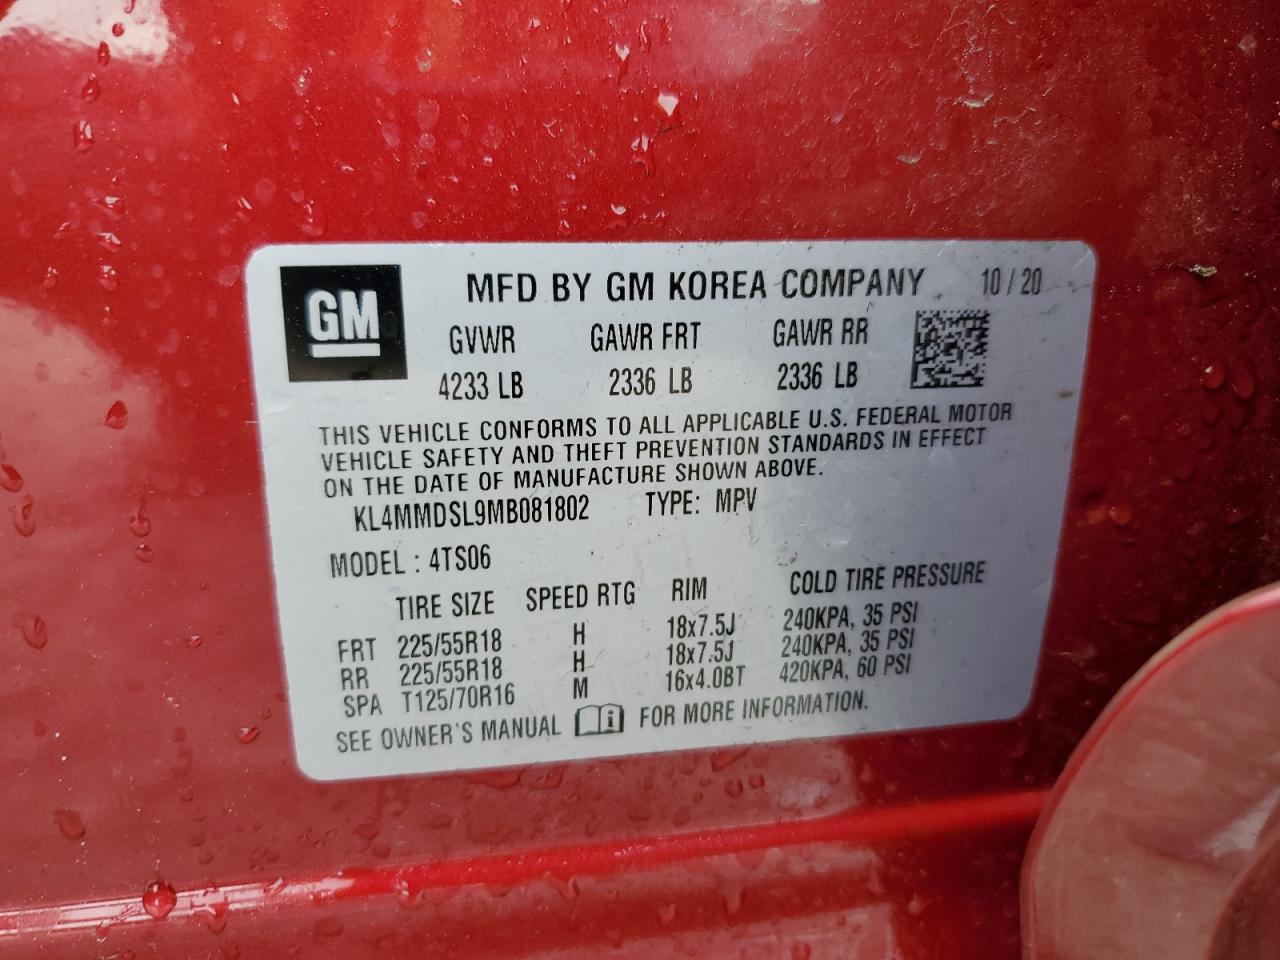 GM
MFD BY GM KOREA COMPANY 10/20
GVWR GAWR FRT GAWR RR
4233 LB 2336 LB 2336 LB
THIS VEHICLE CONFORMS TO ALL APPLICABLE U.S. FEDERAL MOTOR
VEHICLE SAFETY AND THEFT PREVENTION STANDARDS IN EFFECT
ON THE DATE OF MANUFACTURE SHOWN ABOVE.
KL4MMDSL9MB081802 TYPE: MPV
MODEL : 4TS06
TIRE SIZE SPEED RTG RIM COLD TIRE PRESSURE
FRT 225/55R18 H 18x7.5J 240KPA, 35 PSI
RR 225/55R18 H 18x7.5J 240KPA, 35 PSI
SPA T125/70R16 M 16x4.0BT 420KPA, 60 PSI
SEE OWNER'S MANUAL i FOR MORE INFORMATION.